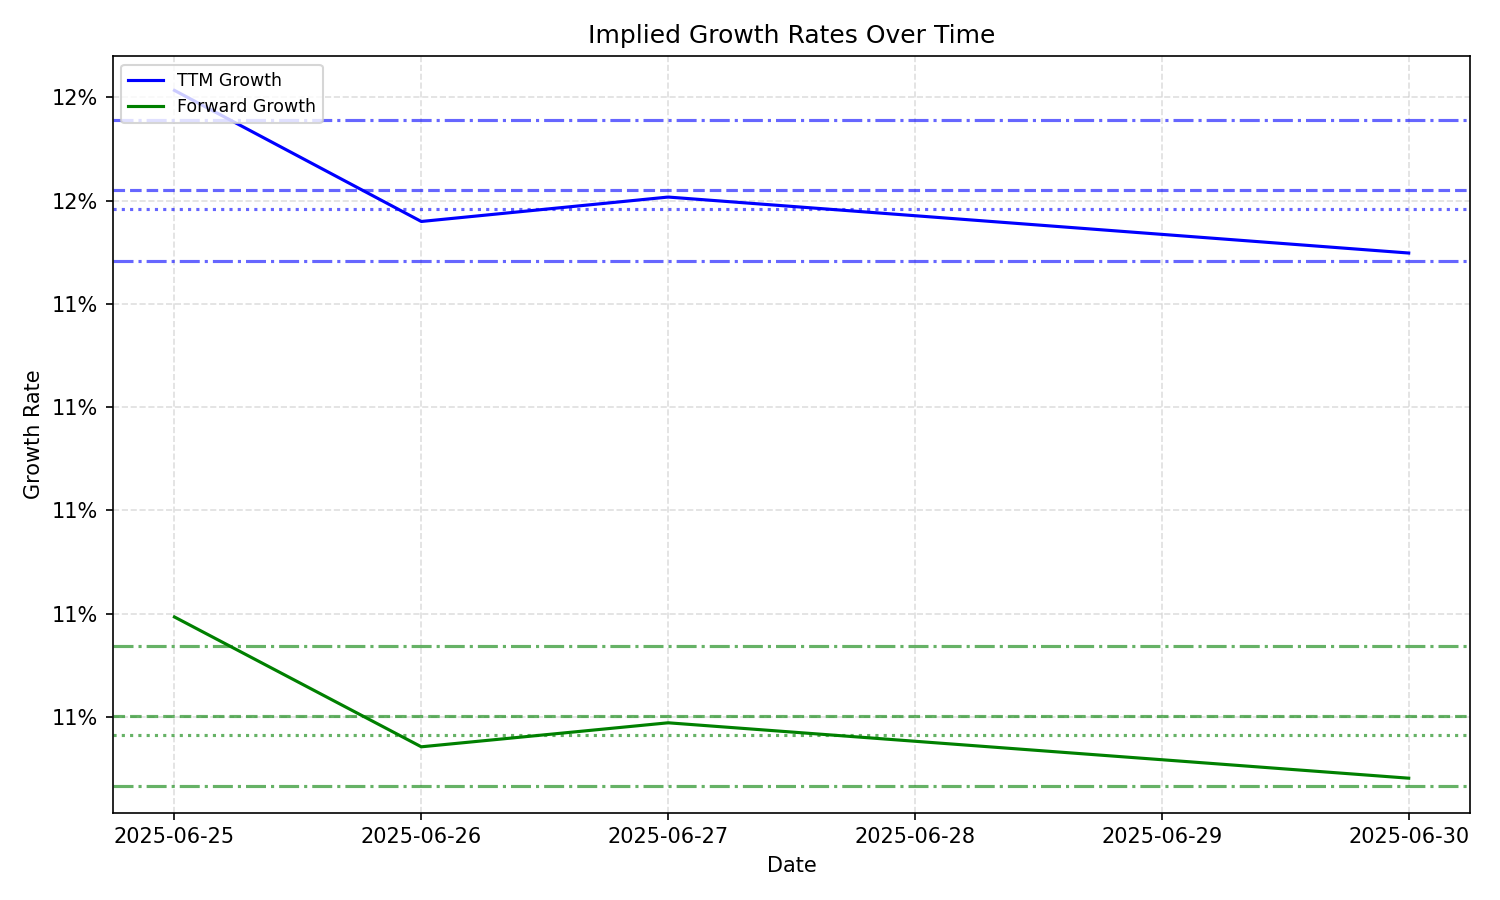 Implied Growth Rates Over Time
TTM Growth
Forward Growth
12%
12%
11%
11%
11%
11%
11%
Growth Rate
2025-06-25
2025-06-26
2025-06-27
2025-06-28
2025-06-29
2025-06-30
Date